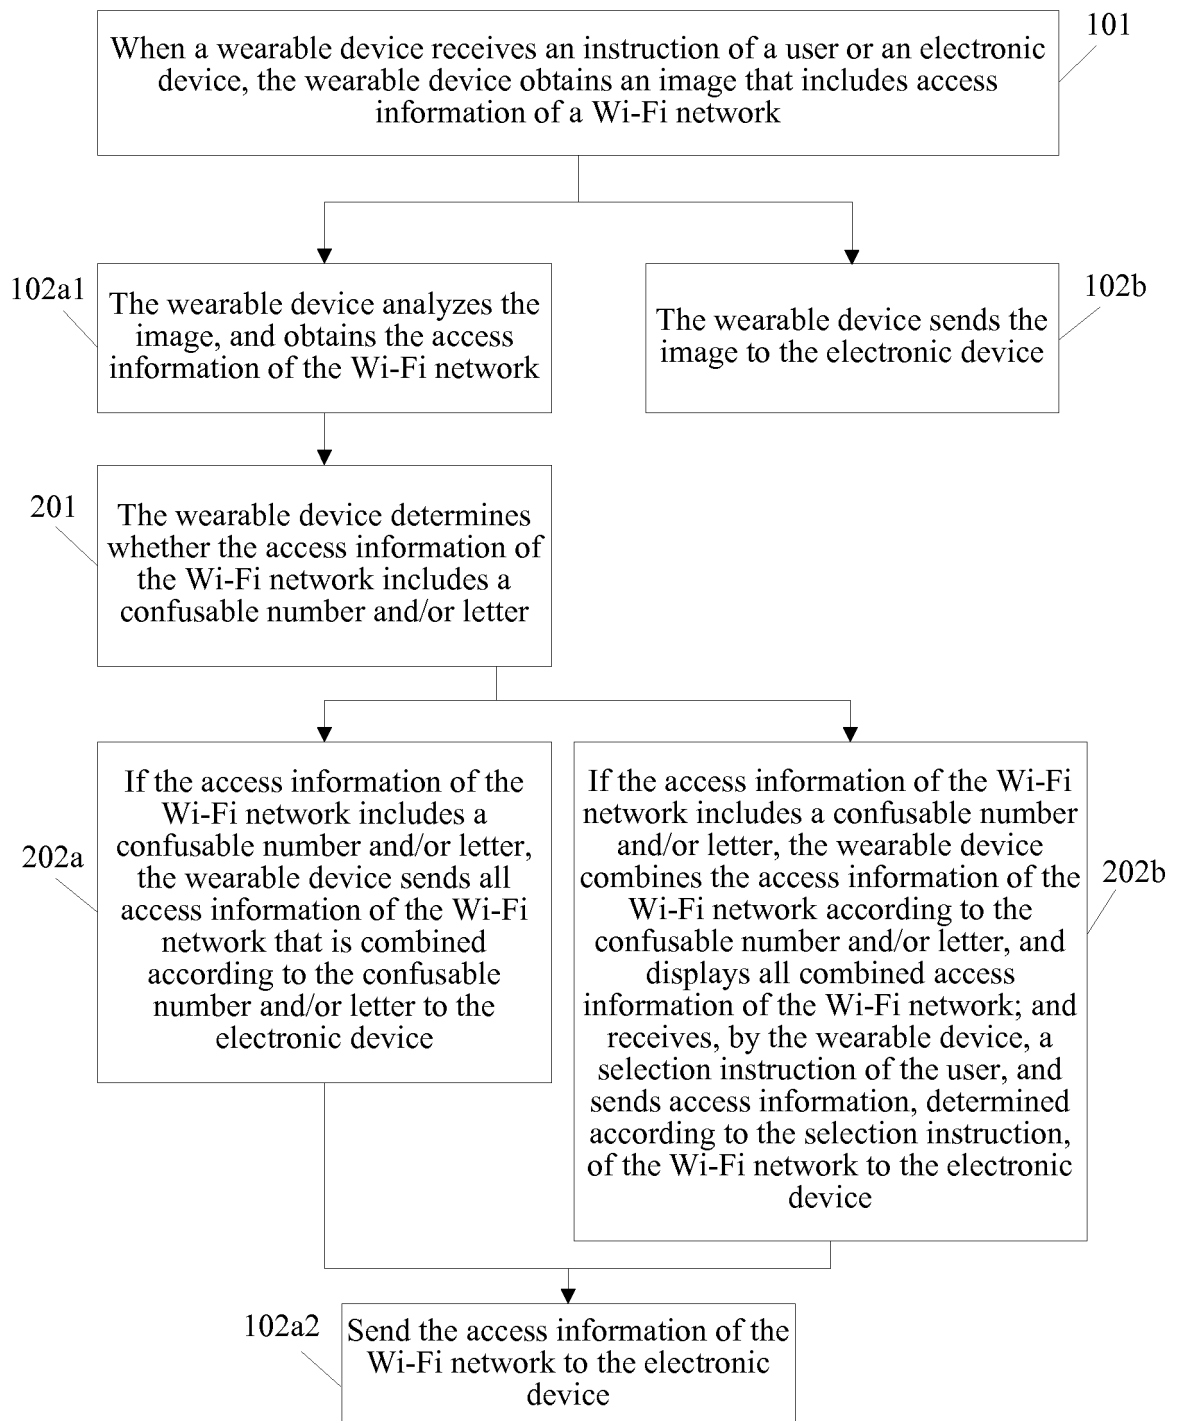 101
When a wearable device receives an instruction of a user or an electronic
device, the wearable device obtains an image that includes access
information of a Wi-Fi network
102a1
The wearable device analyzes the
image, and obtains the access
information of the Wi-Fi network
102b
The wearable device sends the
image to the electronic device
201
The wearable device determines
whether the access information of
the Wi-Fi network includes a
confusable number and/or letter
202a
If the access information of the
Wi-Fi network includes a
confusable number and/or letter,
the wearable device sends all
access information of the Wi-Fi
network that is combined
according to the confusable
number and/or letter to the
electronic device
202b
If the access information of the Wi-Fi
network includes a confusable number
and/or letter, the wearable device
combines the access information of the
Wi-Fi network according to the
confusable number and/or letter, and
displays all combined access
information of the Wi-Fi network; and
receives, by the wearable device, a
selection instruction of the user, and
sends access information, determined
according to the selection instruction,
of the Wi-Fi network to the electronic
device
102a2
Send the access information of the
Wi-Fi network to the electronic
device